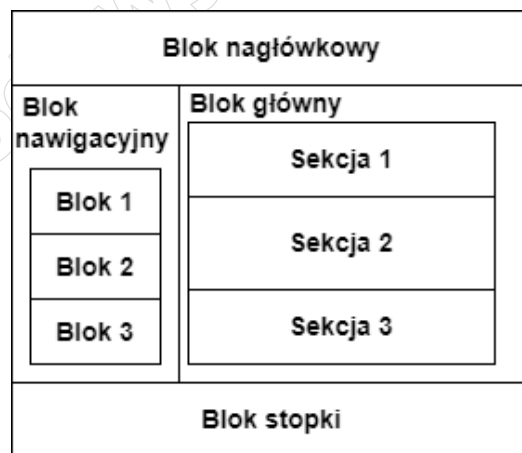 Blok nagłówkowy
Blok
nawigacyjny
Blok 1
Blok 2
Blok 3
Blok główny
Sekcja 1
Sekcja 2
Sekcja 3
Blok stopki